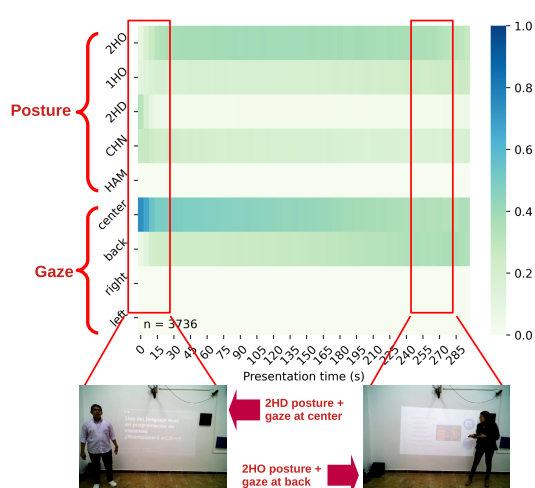 2HO
1HO
2HD
CHN
HAM
center
back
right
left
Posture
Gaze
1.0
0.8
0.6
0.4
0.2
0.0
n = 3736
0 15 30 45 60 75 90 105 120 135 150 165 180 195 210 225 240 255 270 285
Presentation time (s)
2HD posture +
gaze at center
2HO posture +
gaze at back